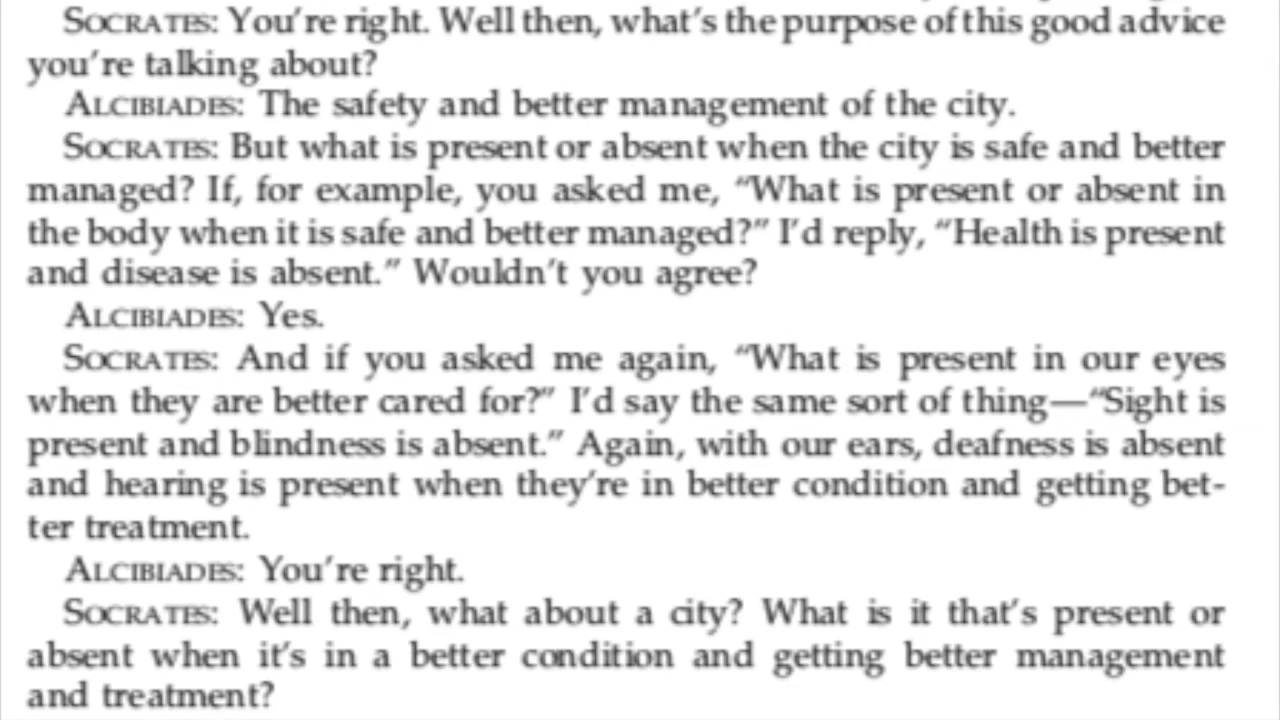 SOCRATES: You're right. Well then, what's the purpose of this good advice
you're talking about?
ALCIBIADES: The safety and better management of the city.
SOCRATES: But what is present or absent when the city is safe and better
managed? If, for example, you asked me, “What is present or absent in
the body when it is safe and better managed?” I'd reply, “Health is present
and disease is absent.” Wouldn't you agree?
ALCIBIADES: Yes.
SOCRATES: And if you asked me again, “What is present in our eyes
when they are better cared for?” I'd say the same sort of thing—“Sight is
present and blindness is absent.” Again, with our ears, deafness is absent
and hearing is present when they're in better condition and getting bet-
ter treatment.
ALCIBIADES: You're right.
SOCRATES: Well then, what about a city? What is it that's present or
absent when it's in a better condition and getting better management
and treatment?